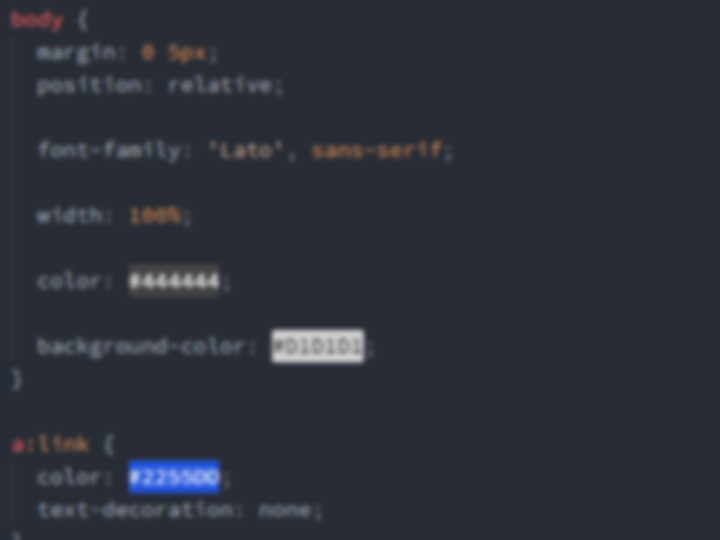 body {
margin: 0 5px;
position: relative;
font-family: 'Lato', sans-serif;
width: 100%;
color: #444444;
background-color: #D1D1D1;
}
a:link {
color: #2255DD;
text-decoration: none;
}